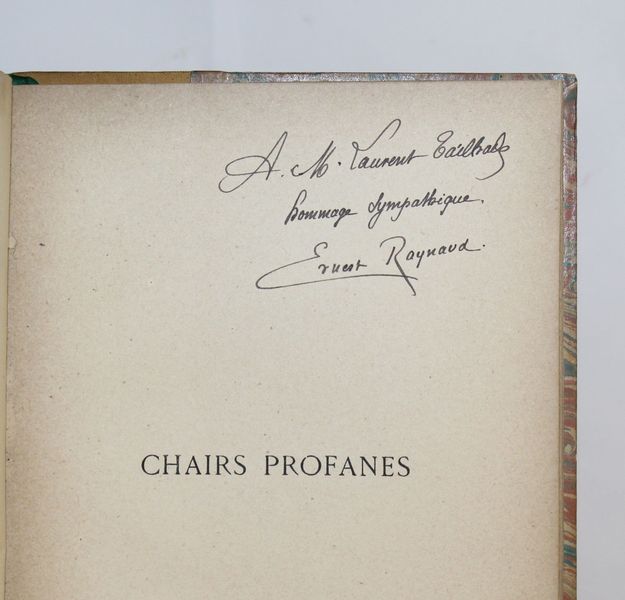 A. M. Laurent Tailhade
hommage sympathique.
Ernest Raynaud.
CHAIRS PROFANES